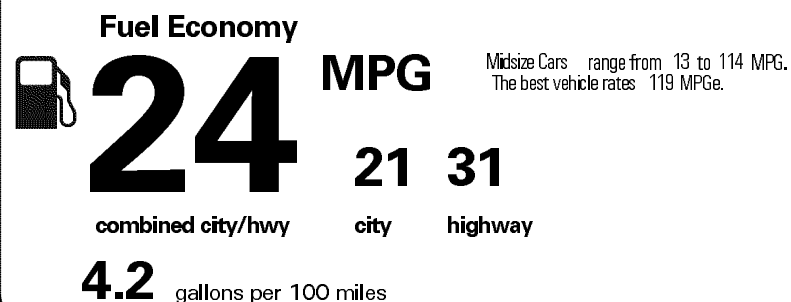 Fuel Economy
24 MPG
Midsize Cars range from 13 to 114 MPG.
The best vehicle rates 119 MPGe.
21 31
combined city/hwy city highway
4.2 gallons per 100 miles